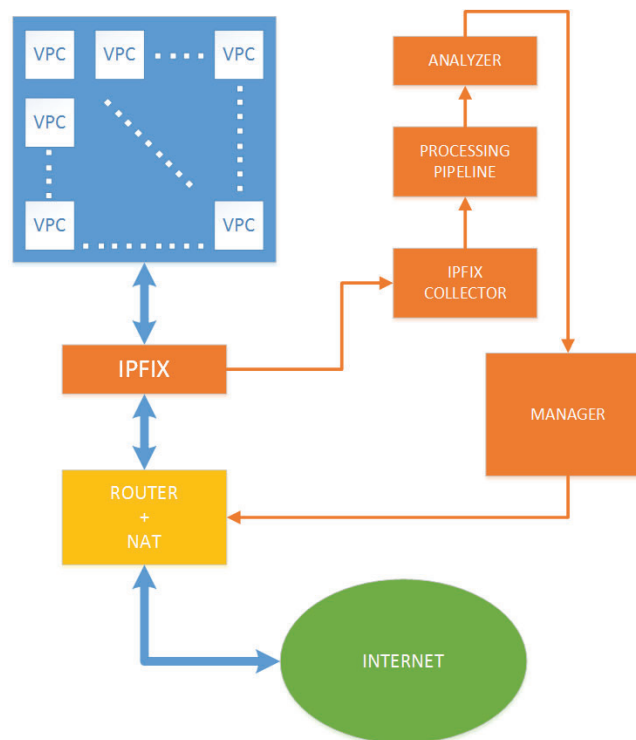 VPC
VPC
VPC
VPC
VPC
VPC
IPFIX
ROUTER
+
NAT
INTERNET
ANALYZER
PROCESSING
PIPELINE
IPFIX
COLLECTOR
MANAGER